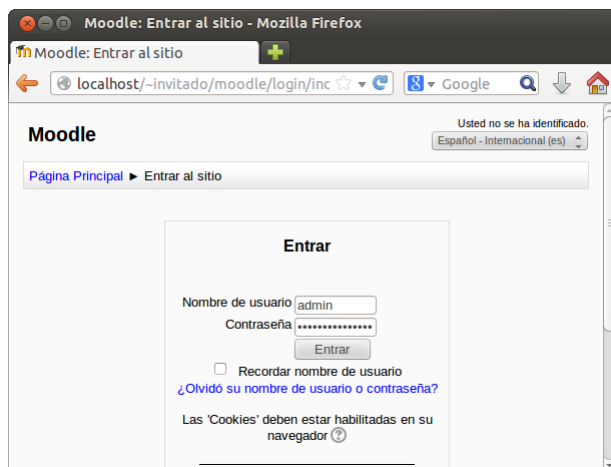 Moodle: Entrar al sitio - Mozilla Firefox
Moodle: Entrar al sitio
localhost/~invitado/moodle/login/inc
Google
Usted no se ha identificado.
Moodle
Español - Internacional (es)
Página Principal ► Entrar al sitio
Entrar
Nombre de usuario admin
Contraseña •••••••••••••••
Entrar
Recordar nombre de usuario
¿Olvidó su nombre de usuario o contraseña?
Las 'Cookies' deben estar habilitadas en su
navegador ?